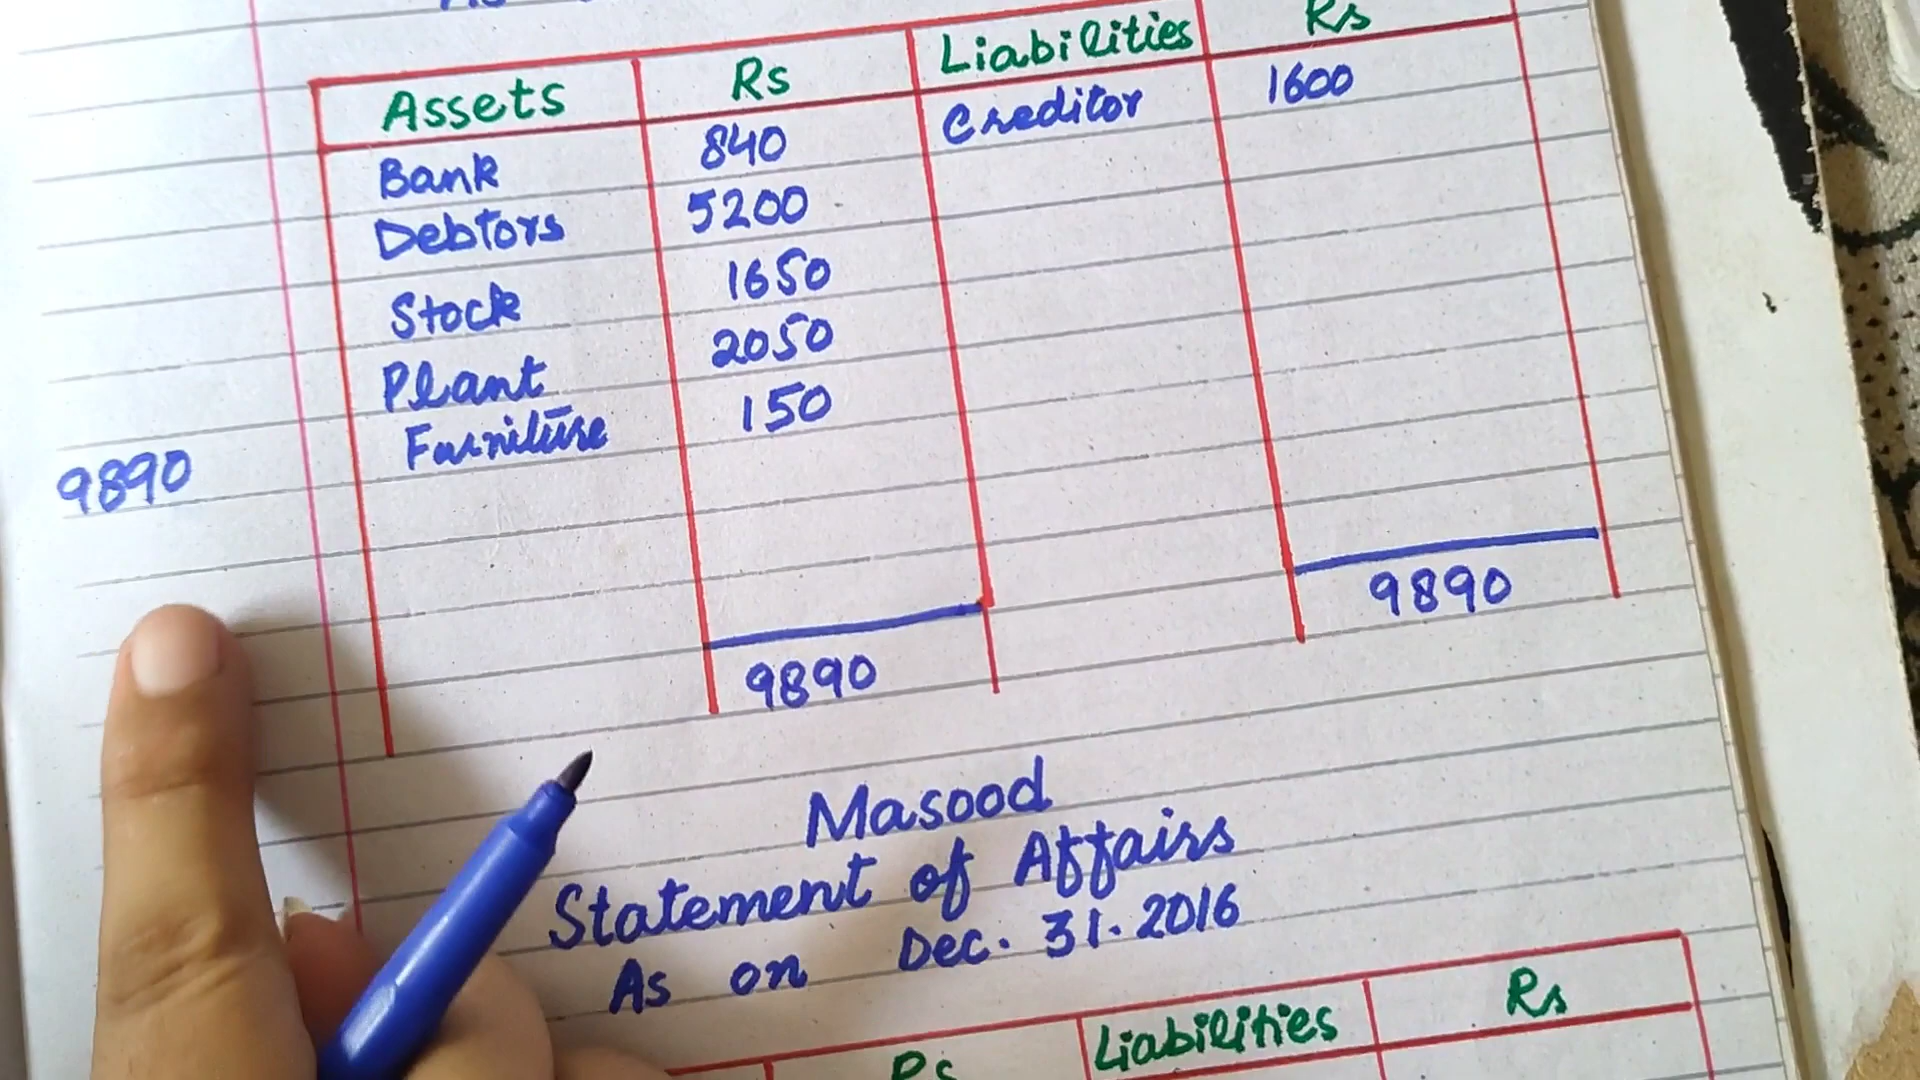 Assets Rs Liabilities Rs
Bank 840 Creditor 1600
Debtors 5200
Stock 1650
Plant 2050
Furniture 150
9890
9890 9890
Masood
Statement of Affairs
As on Dec. 31. 2016
Rs Liabilities Rs